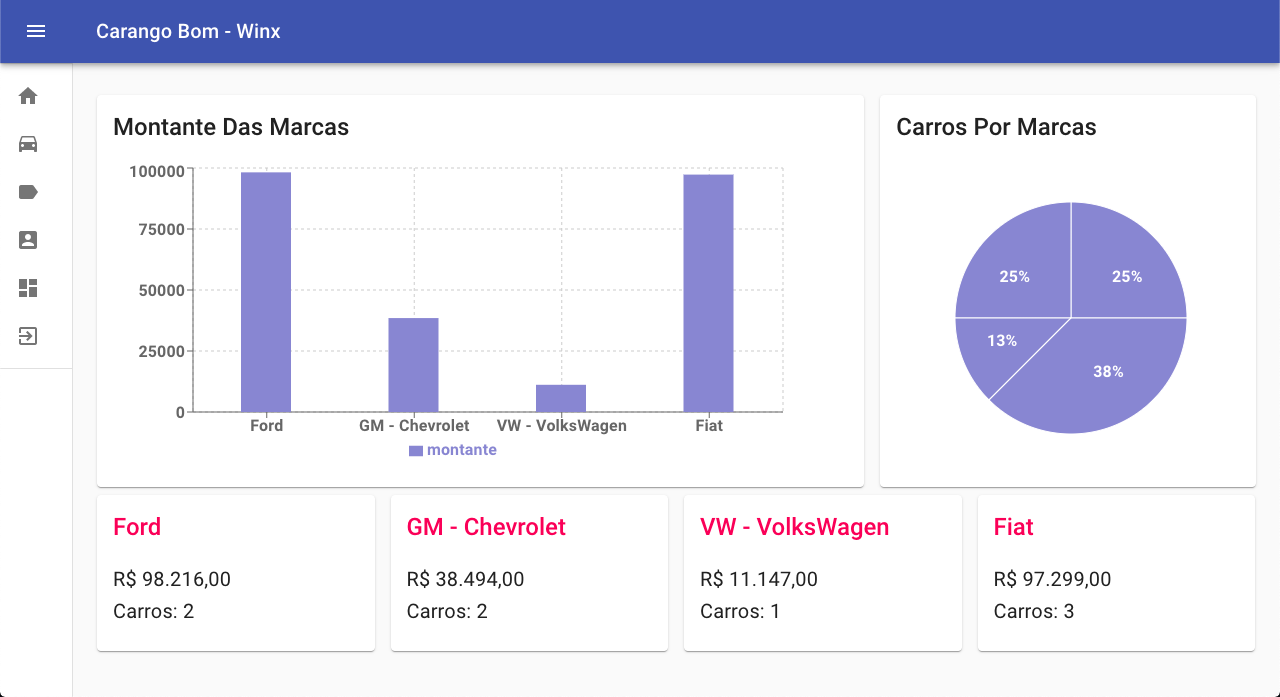 Carango Bom - Winx
Montante Das Marcas
100000
75000
50000
25000
0
Ford GM - Chevrolet VW - VolksWagen Fiat
montante
Carros Por Marcas
25% 25%
13%
38%
Ford
R$ 98.216,00
Carros: 2
GM - Chevrolet
R$ 38.494,00
Carros: 2
VW - VolksWagen
R$ 11.147,00
Carros: 1
Fiat
R$ 97.299,00
Carros: 3